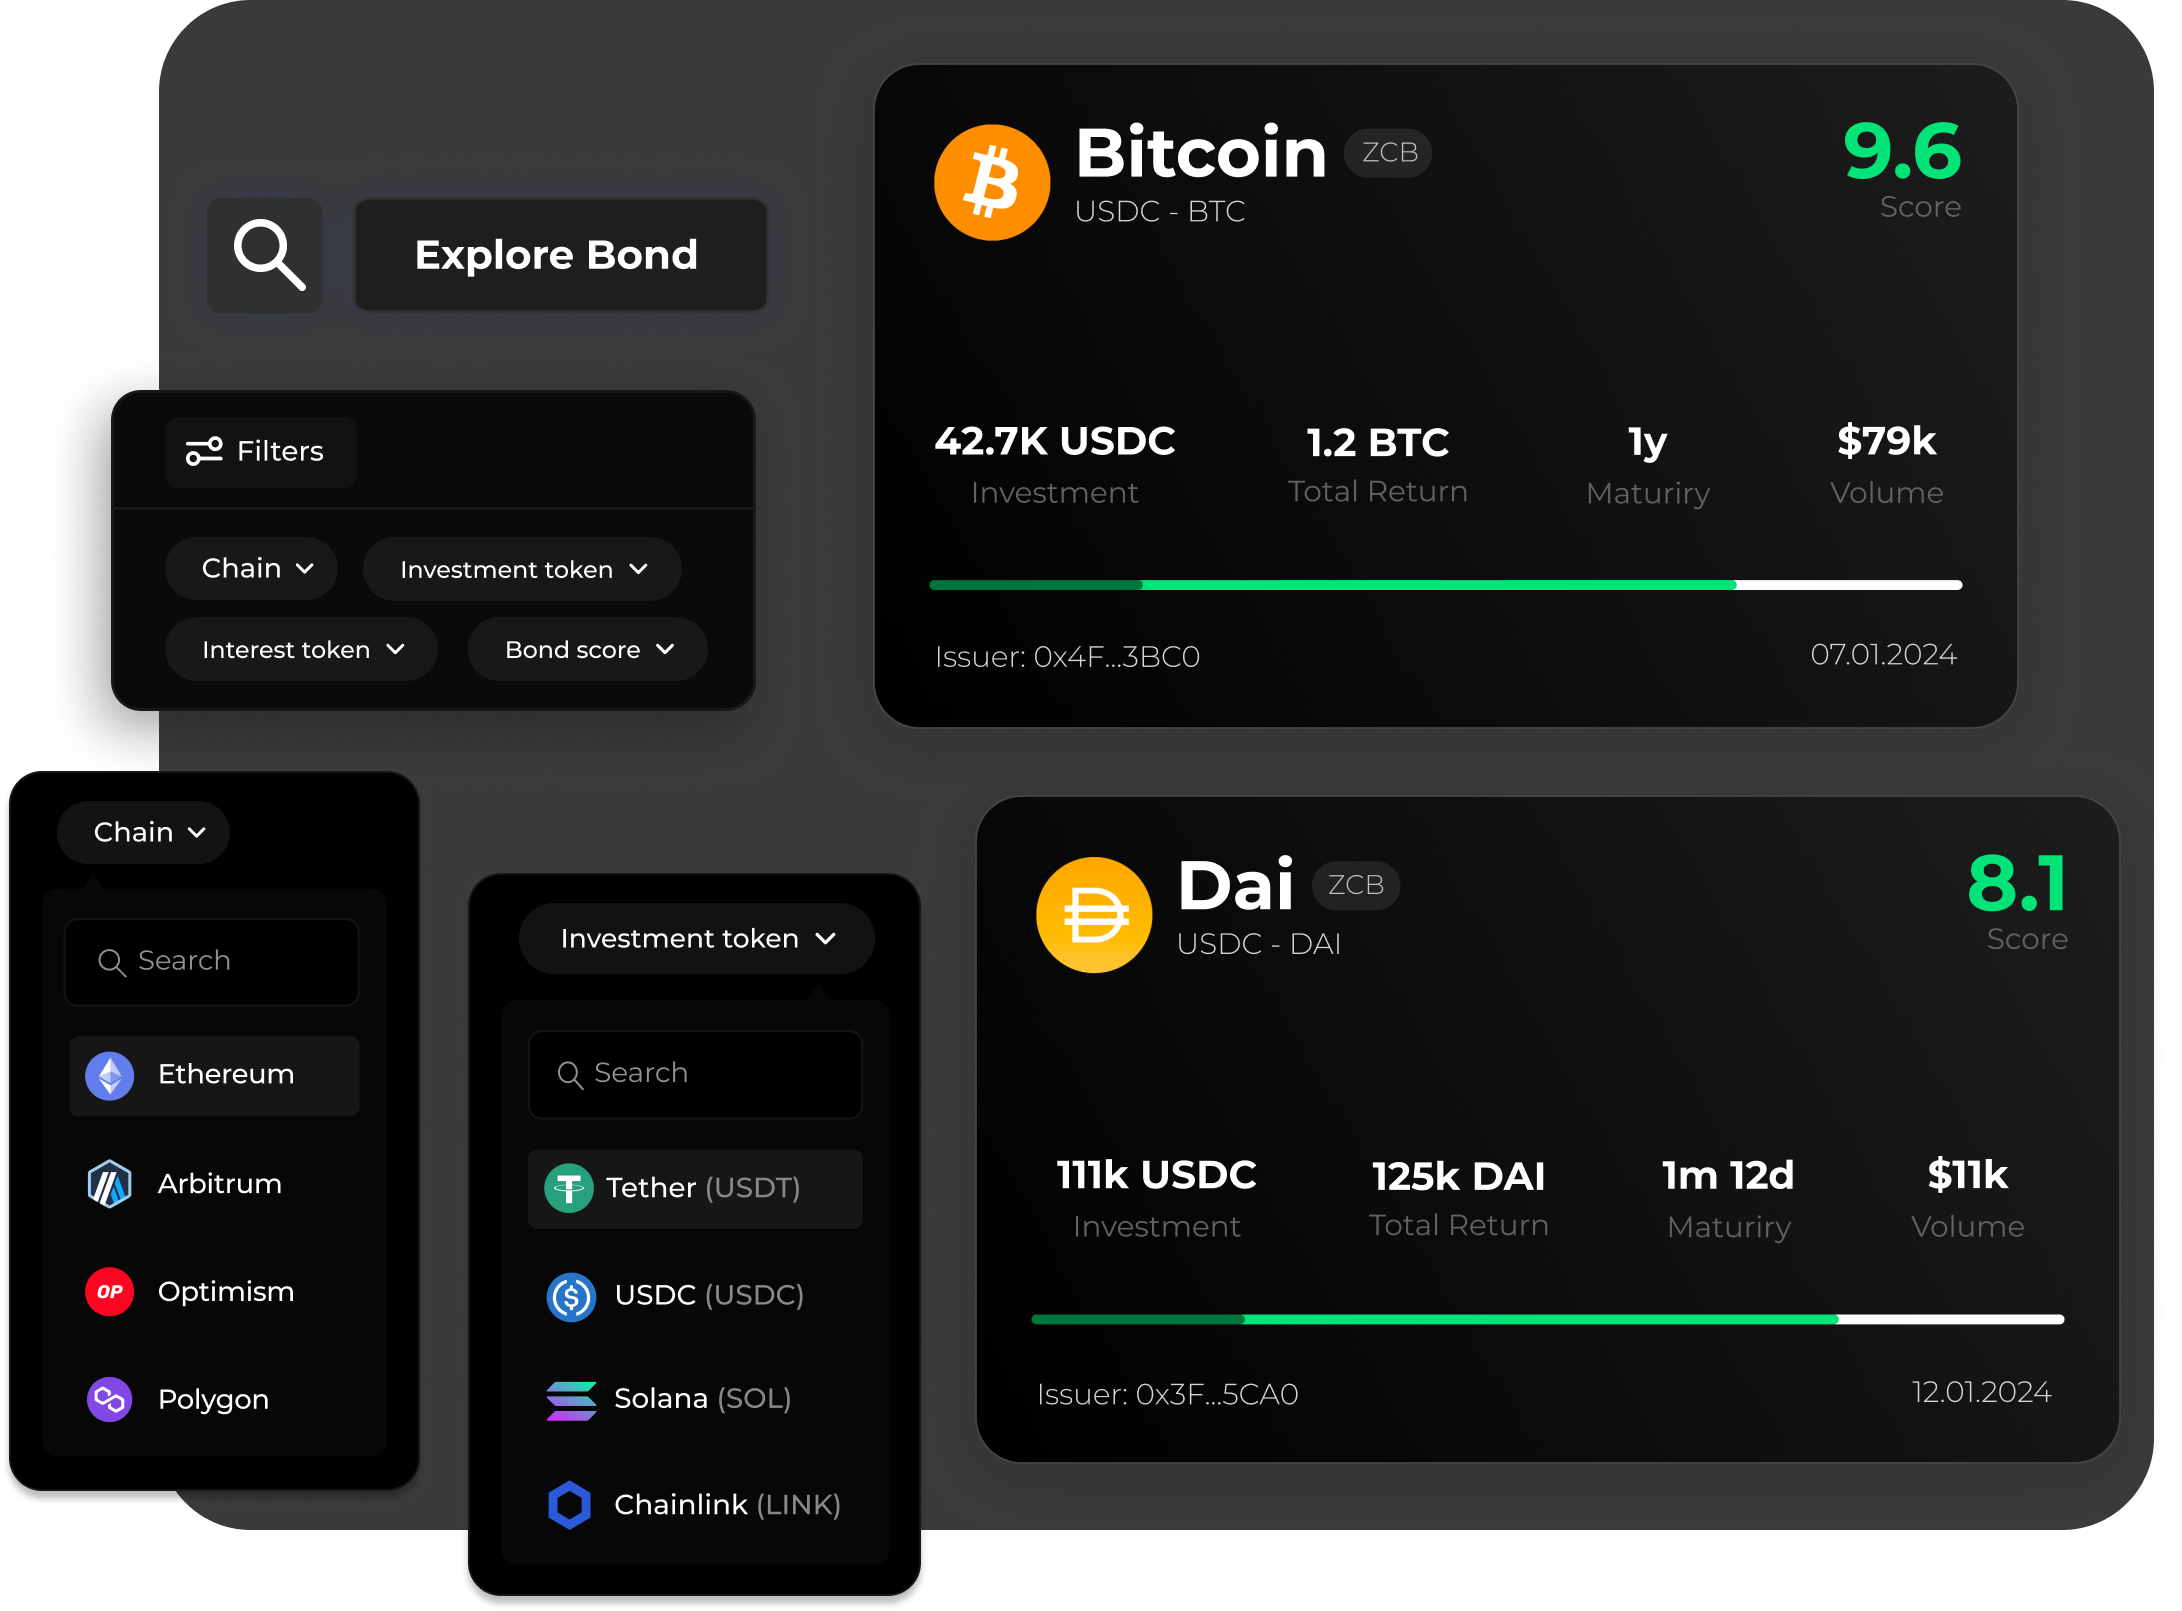 Explore Bond
Filters
Chain
Investment token
Interest token
Bond score
Chain
Search
Ethereum
Arbitrum
OP
Optimism
Polygon
Investment token
Search
Tether (USDT)
USDC (USDC)
Solana (SOL)
Chainlink (LINK)
Bitcoin ZCB
USDC - BTC
9.6
Score
42.7K USDC
Investment
1.2 BTC
Total Return
1y
Maturiry
$79k
Volume
Issuer: 0x4F...3BC0
07.01.2024
Dai ZCB
USDC - DAI
8.1
Score
111k USDC
Investment
125k DAI
Total Return
1m 12d
Maturiry
$11k
Volume
Issuer: 0x3F...5CA0
12.01.2024